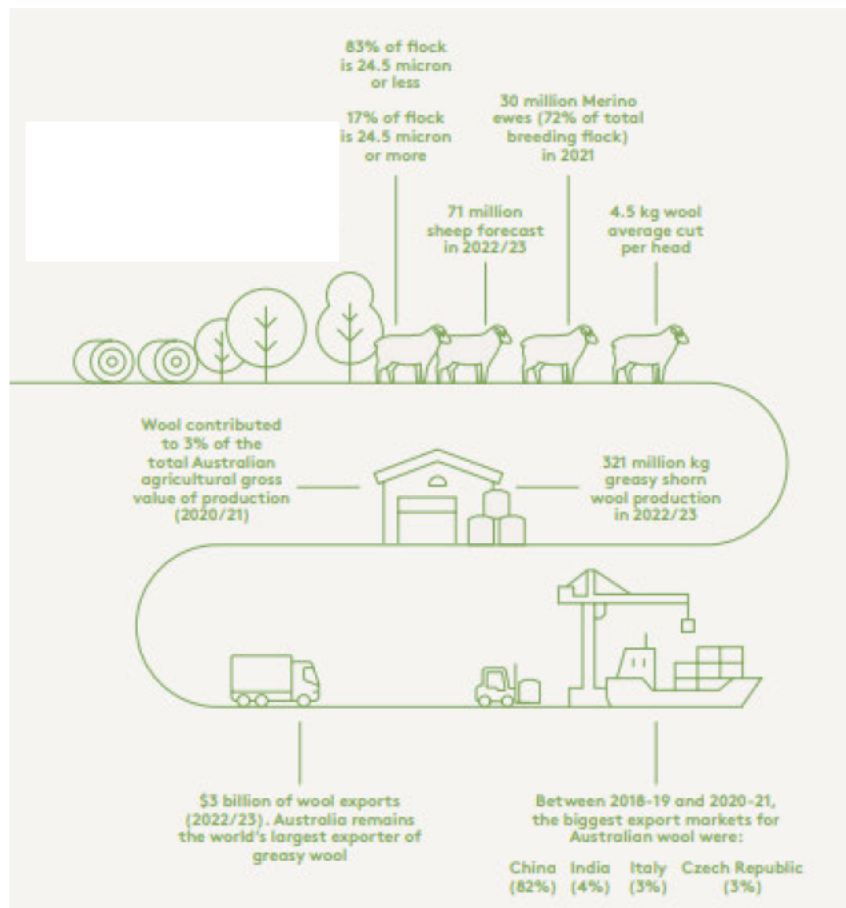 83% of flock
is 24.5 micron
or less
17% of flock
is 24.5 micron
or more
30 million Merino
ewes (72% of total
breeding flock)
in 2021
71 million
sheep forecast
in 2022/23
4.5 kg wool
average cut
per head
Wool contributed
to 3% of the
total Australian
agricultural gross
value of production
(2020/21)
321 million kg
greasy shorn
wool production
in 2022/23
$3 billion of wool exports
(2022/23). Australia remains
the world's largest exporter of
greasy wool
Between 2018-19 and 2020-21,
the biggest export markets for
Australian wool were:
China India Italy Czech Republic
(82%) (4%) (3%) (3%)